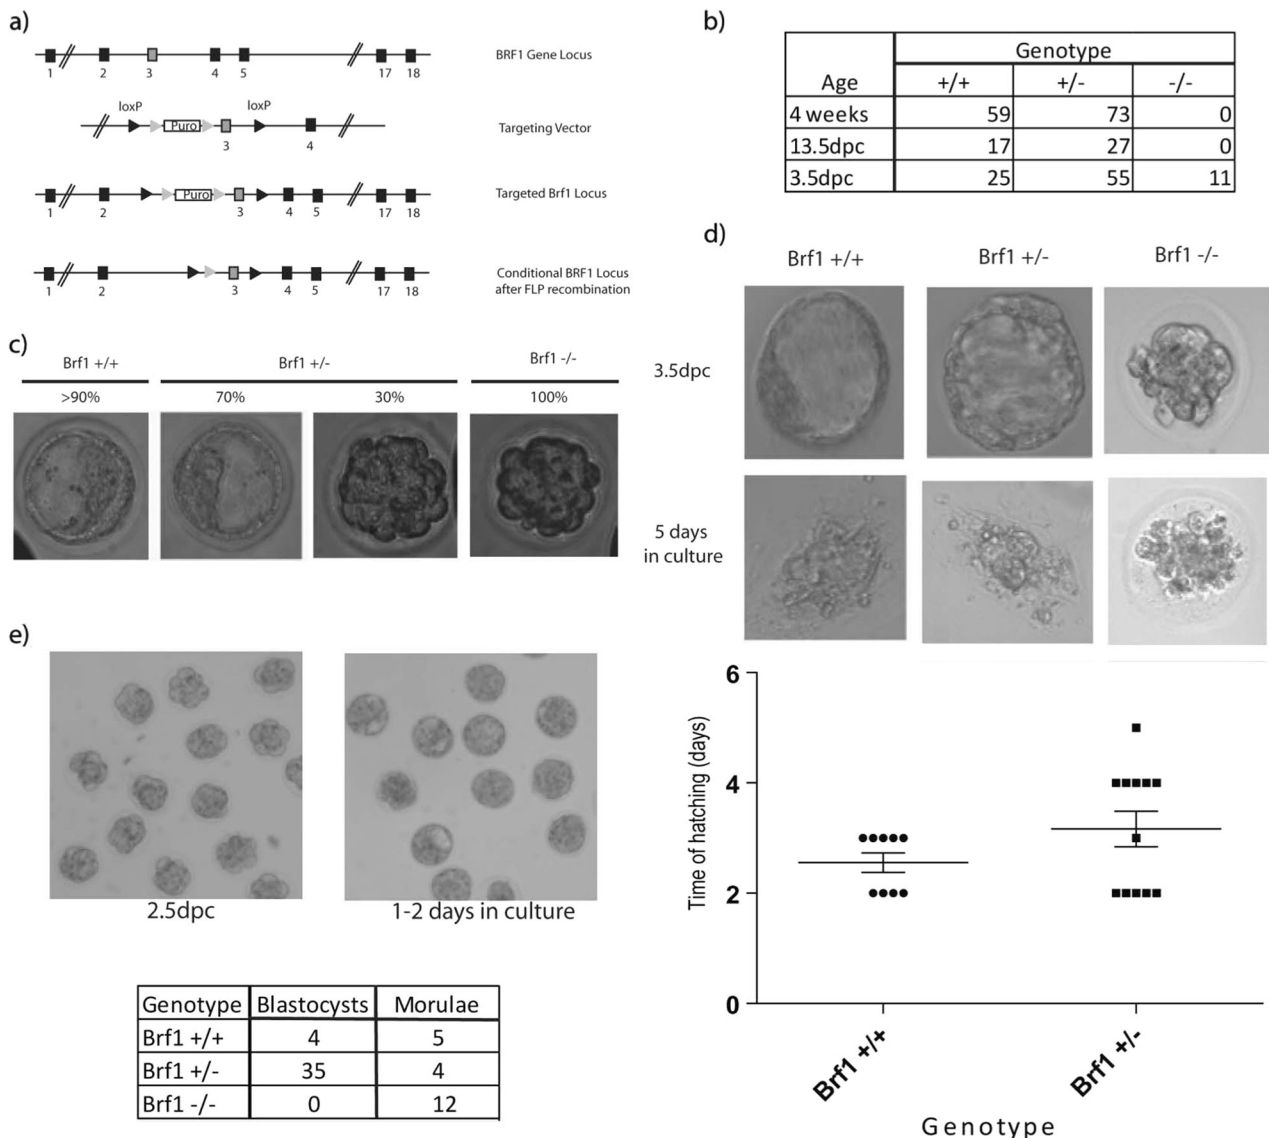 a)
BRF1 Gene Locus
1 2 3 4 5 17 18
loxP loxP
Puro
Targeting Vector
3 4
Puro
Targeted Brf1 Locus
1 2 3 4 5 17 18
Conditional BRF1 Locus
after FLP recombination
1 2 3 4 5 17 18
b)
Genotype
Age +/+ +/- -/-
4 weeks 59 73 0
13.5dpc 17 27 0
3.5dpc 25 55 11
c)
Brf1 +/+ Brf1 +/- Brf1 -/-
>90% 70% 30% 100%
d)
Brf1 +/+ Brf1 +/- Brf1 -/-
3.5dpc
5 days
in culture
6
4
2
0
Time of hatching (days)
Brf1 +/+ Brf1 +/-
Genotype
e)
2.5dpc 1-2 days in culture
Genotype Blastocysts Morulae
Brf1 +/+ 4 5
Brf1 +/- 35 4
Brf1 -/- 0 12